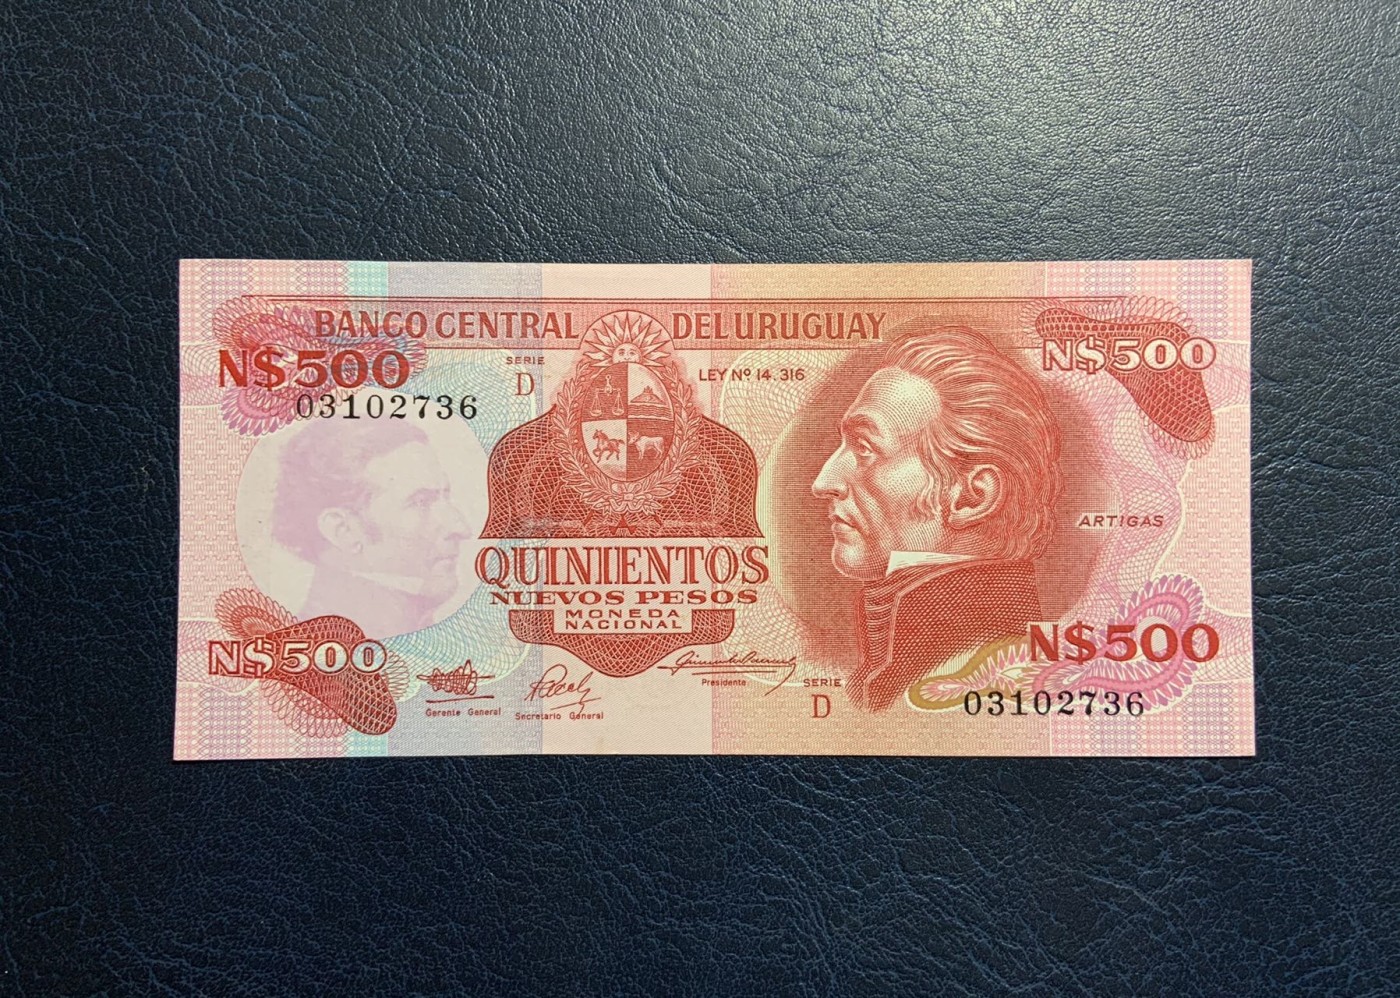 BANCO CENTRAL DEL URUGUAY
N$500
N$500
SERIE
D
LEY Nº 14.316
03102736
ARTIGAS
QUINIENTOS
NUEVOS PESOS
MONEDA
NACIONAL
N$500
N$500
Gerente General
Secretario General
Presidente
SERIE
D
03102736